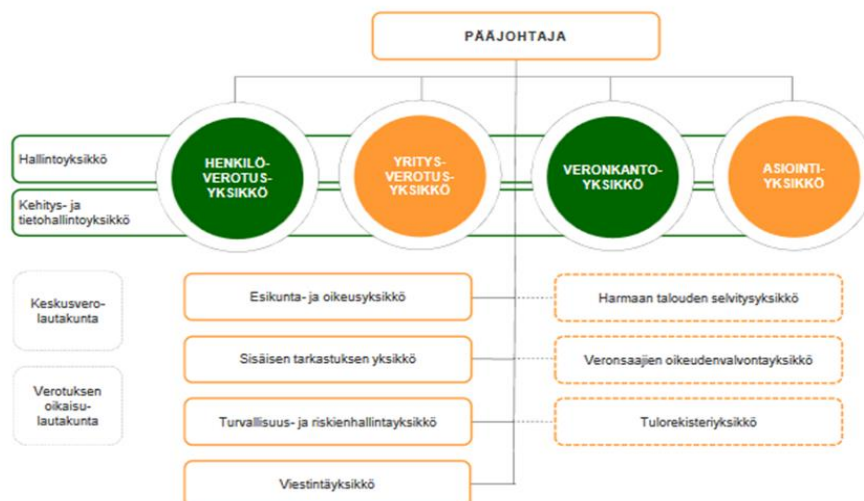 PÄÄJOHTAJA
Hallintoyksikkö
Kehitys- ja
tietohallintoyksikkö
HENKILÖ-
VEROTUS-
YKSIKKÖ
YRITYS-
VEROTUS-
YKSIKKÖ
VERONKANTO-
YKSIKKÖ
ASIOINTI-
YKSIKKÖ
Keskusvero-
lautakunta
Verotuksen
oikaisu-
lautakunta
Esikunta- ja oikeusyksikkö
Sisäisen tarkastuksen yksikkö
Turvallisuus- ja riskienhallintayksikkö
Viestintäyksikkö
Harmaan talouden selvitysyksikkö
Veronsaajien oikeudenvalvontayksikkö
Tulorekisteriyksikkö